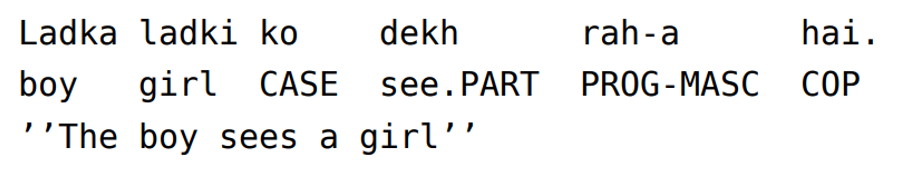 Ladka ladki ko dekh rah-a hai.
boy girl CASE see.PART PROG-MASC COP
’’The boy sees a girl’’